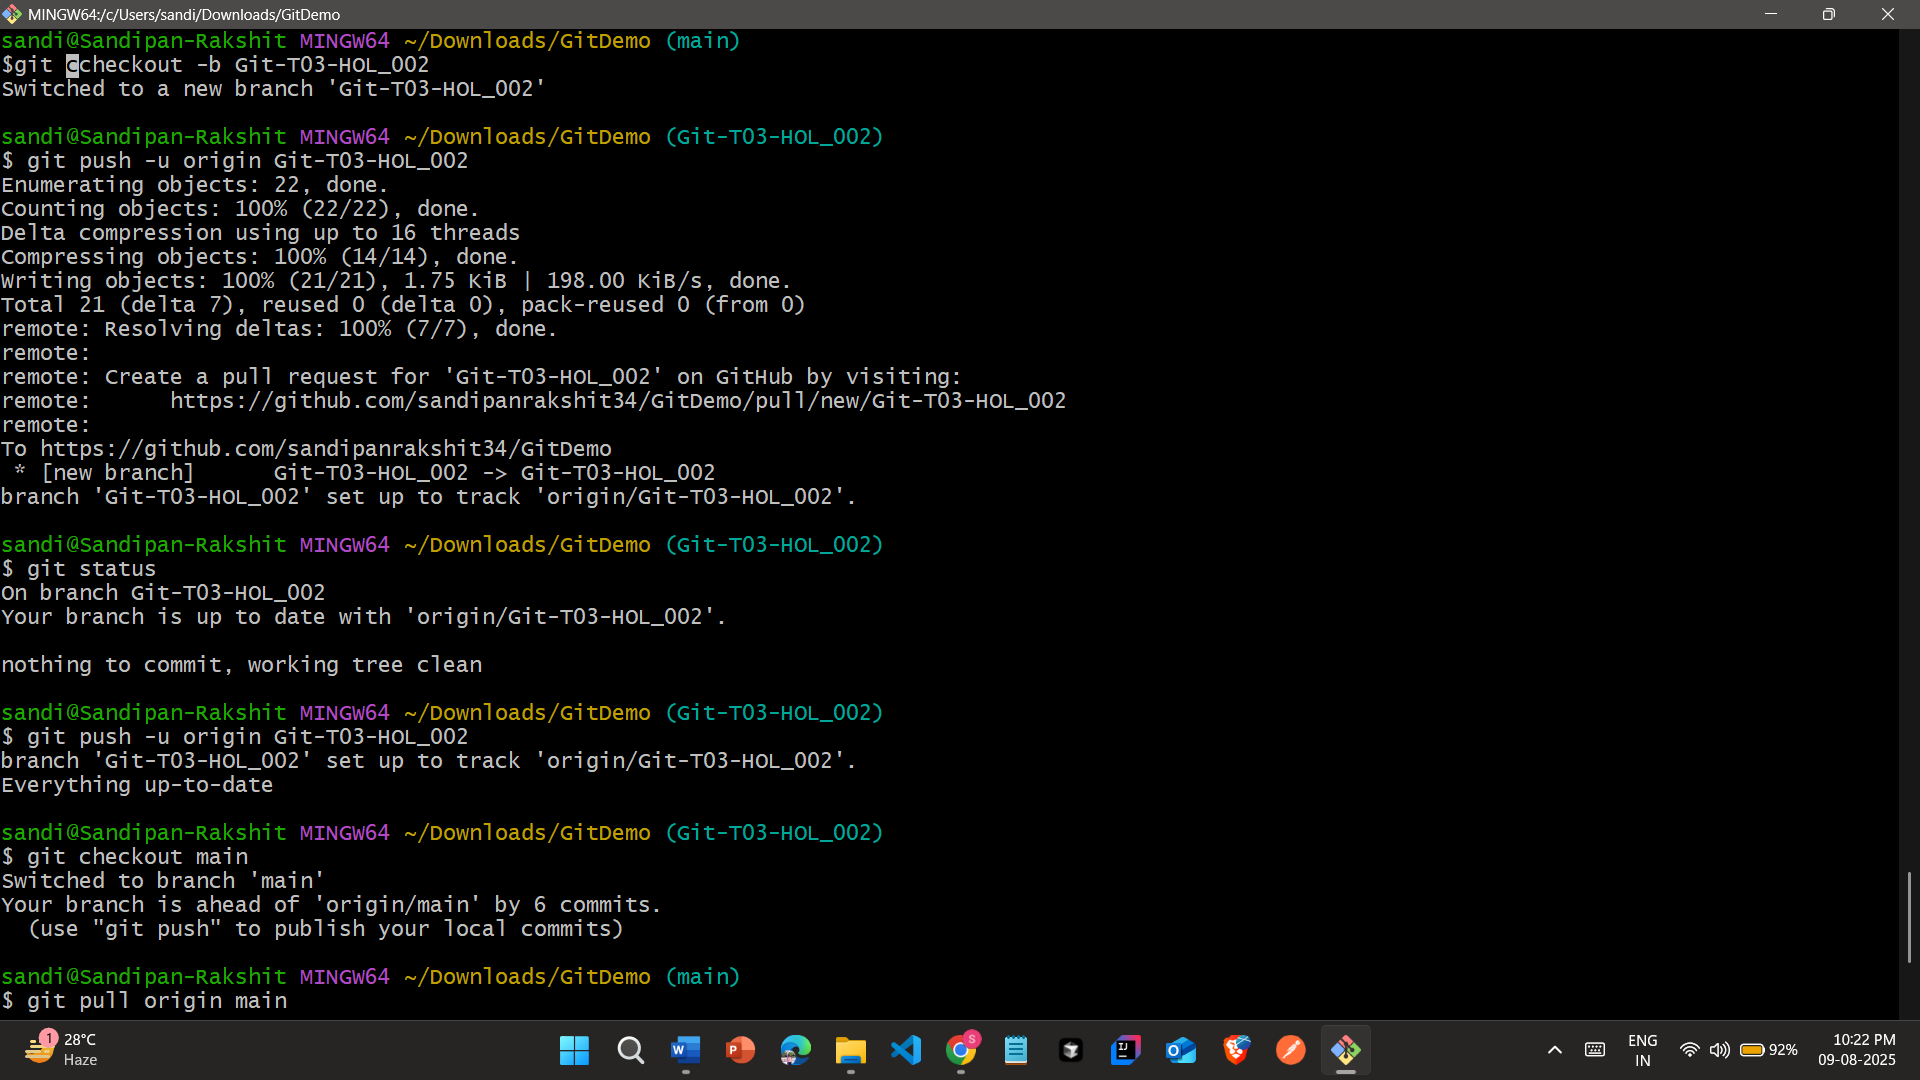 MINGW64:/c/Users/sandi/Downloads/GitDemo
sandi@Sandipan-Rakshit MINGW64 ~/Downloads/GitDemo (main)
$git ccheckout -b Git-T03-HOL_002
Switched to a new branch 'Git-T03-HOL_002'
sandi@Sandipan-Rakshit MINGW64 ~/Downloads/GitDemo (Git-T03-HOL_002)
$ git push -u origin Git-T03-HOL_002
Enumerating objects: 22, done.
Counting objects: 100% (22/22), done.
Delta compression using up to 16 threads
Compressing objects: 100% (14/14), done.
Writing objects: 100% (21/21), 1.75 KiB | 198.00 KiB/s, done.
Total 21 (delta 7), reused 0 (delta 0), pack-reused 0 (from 0)
remote: Resolving deltas: 100% (7/7), done.
remote:
remote: Create a pull request for 'Git-T03-HOL_002' on GitHub by visiting:
remote:      https://github.com/sandipanrakshit34/GitDemo/pull/new/Git-T03-HOL_002
remote:
To https://github.com/sandipanrakshit34/GitDemo
 * [new branch]      Git-T03-HOL_002 -> Git-T03-HOL_002
branch 'Git-T03-HOL_002' set up to track 'origin/Git-T03-HOL_002'.
sandi@Sandipan-Rakshit MINGW64 ~/Downloads/GitDemo (Git-T03-HOL_002)
$ git status
On branch Git-T03-HOL_002
Your branch is up to date with 'origin/Git-T03-HOL_002'.
nothing to commit, working tree clean
sandi@Sandipan-Rakshit MINGW64 ~/Downloads/GitDemo (Git-T03-HOL_002)
$ git push -u origin Git-T03-HOL_002
branch 'Git-T03-HOL_002' set up to track 'origin/Git-T03-HOL_002'.
Everything up-to-date
sandi@Sandipan-Rakshit MINGW64 ~/Downloads/GitDemo (Git-T03-HOL_002)
$ git checkout main
Switched to branch 'main'
Your branch is ahead of 'origin/main' by 6 commits.
  (use "git push" to publish your local commits)
sandi@Sandipan-Rakshit MINGW64 ~/Downloads/GitDemo (main)
$ git pull origin main
1
28°C
Haze
W
P
S
IJ
O
ENG
IN
92%
10:22 PM
09-08-2025